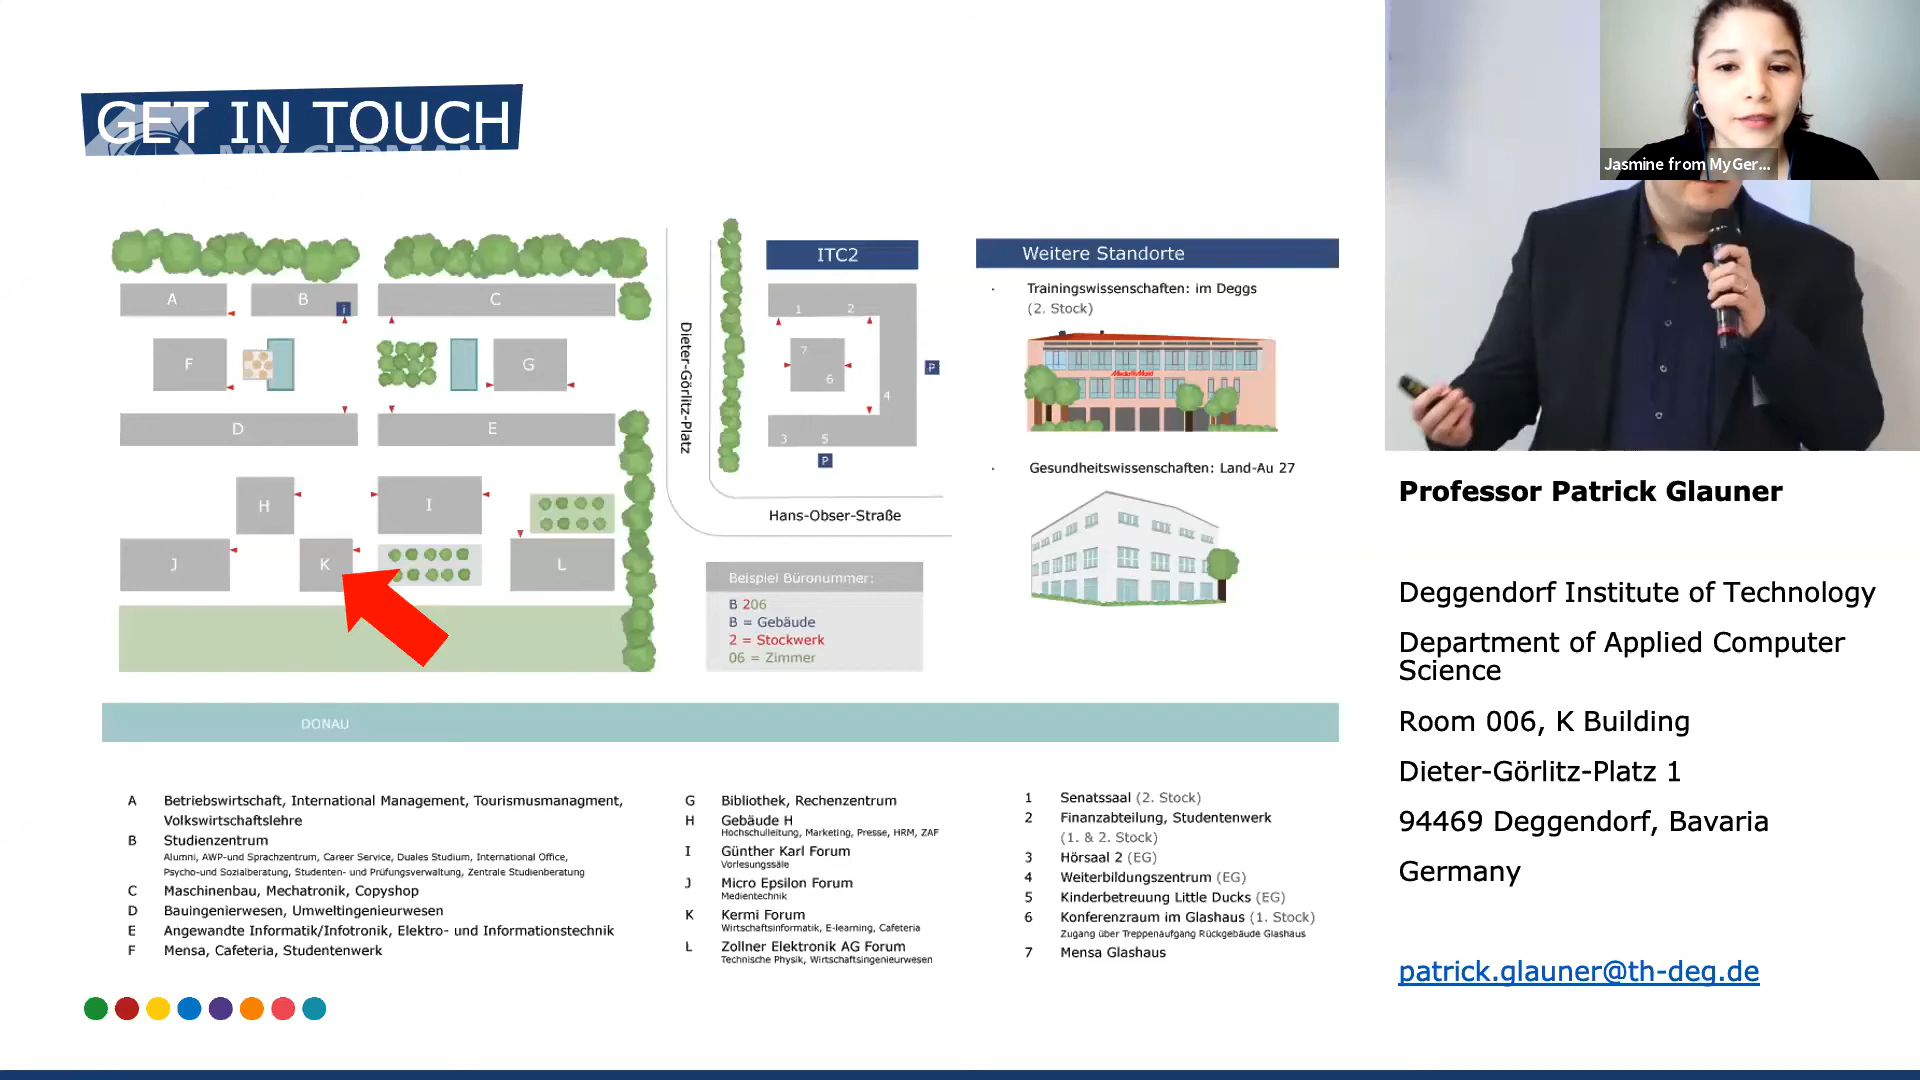 GET IN TOUCH
MY GERMAN
Jasmine from MyGer...
A
B
i
C
F
G
D
E
H
I
J
K
L
DONAU
Dieter-Görlitz-Platz
Hans-Obser-Straße
ITC2
1
2
7
6
4
3
5
P
P
Beispiel Büronummer:
B 206
B = Gebäude
2 = Stockwerk
06 = Zimmer
Weitere Standorte
· Trainingswissenschaften: im Deggs
(2. Stock)
MediaMarkt
· Gesundheitswissenschaften: Land-Au 27
A Betriebswirtschaft, International Management, Tourismusmanagment,
Volkswirtschaftslehre
B Studienzentrum
Alumni, AWP-und Sprachzentrum, Career Service, Duales Studium, International Office,
Psycho-und Sozialberatung, Studenten- und Prüfungsverwaltung, Zentrale Studienberatung
C Maschinenbau, Mechatronik, Copyshop
D Bauingenierwesen, Umweltingenieurwesen
E Angewandte Informatik/Infotronik, Elektro- und Informationstechnik
F Mensa, Cafeteria, Studentenwerk
G Bibliothek, Rechenzentrum
H Gebäude H
Hochschulleitung, Marketing, Presse, HRM, ZAF
I Günther Karl Forum
Vorlesungssäle
J Micro Epsilon Forum
Medientechnik
K Kermi Forum
Wirtschaftsinformatik, E-learning, Cafeteria
L Zollner Elektronik AG Forum
Technische Physik, Wirtschaftsingenieurwesen
1 Senatssaal (2. Stock)
2 Finanzabteilung, Studentenwerk
(1. & 2. Stock)
3 Hörsaal 2 (EG)
4 Weiterbildungszentrum (EG)
5 Kinderbetreuung Little Ducks (EG)
6 Konferenzraum im Glashaus (1. Stock)
Zugang über Treppenaufgang Rückgebäude Glashaus
7 Mensa Glashaus
Professor Patrick Glauner
Deggendorf Institute of Technology
Department of Applied Computer
Science
Room 006, K Building
Dieter-Görlitz-Platz 1
94469 Deggendorf, Bavaria
Germany
patrick.glauner@th-deg.de